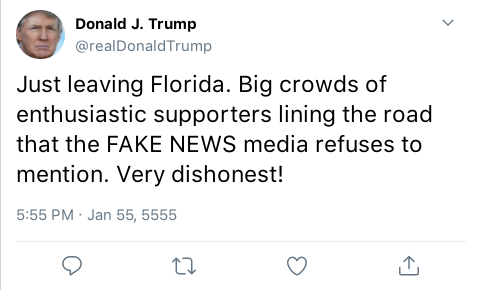 Donald J. Trump
@realDonaldTrump
Just leaving Florida. Big crowds of
enthusiastic supporters lining the road
that the FAKE NEWS media refuses to
mention. Very dishonest!
5:55 PM · Jan 55, 5555